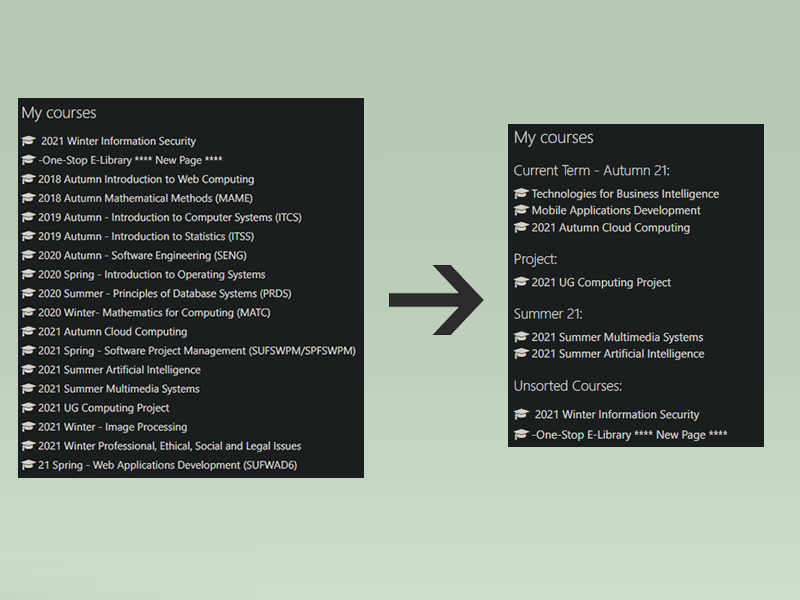 My courses
2021 Winter Information Security
-One-Stop E-Library **** New Page ****
2018 Autumn Introduction to Web Computing
2018 Autumn Mathematical Methods (MAME)
2019 Autumn - Introduction to Computer Systems (ITCS)
2019 Autumn - Introduction to Statistics (ITSS)
2020 Autumn - Software Engineering (SENG)
2020 Spring - Introduction to Operating Systems
2020 Summer - Principles of Database Systems (PRDS)
2020 Winter- Mathematics for Computing (MATC)
2021 Autumn Cloud Computing
2021 Spring - Software Project Management (SUFSWPM/SPFSWPM)
2021 Summer Artificial Intelligence
2021 Summer Multimedia Systems
2021 UG Computing Project
2021 Winter - Image Processing
2021 Winter Professional, Ethical, Social and Legal Issues
21 Spring - Web Applications Development (SUFWAD6)
My courses
Current Term - Autumn 21:
Technologies for Business Intelligence
Mobile Applications Development
2021 Autumn Cloud Computing
Project:
2021 UG Computing Project
Summer 21:
2021 Summer Multimedia Systems
2021 Summer Artificial Intelligence
Unsorted Courses:
2021 Winter Information Security
-One-Stop E-Library **** New Page ****